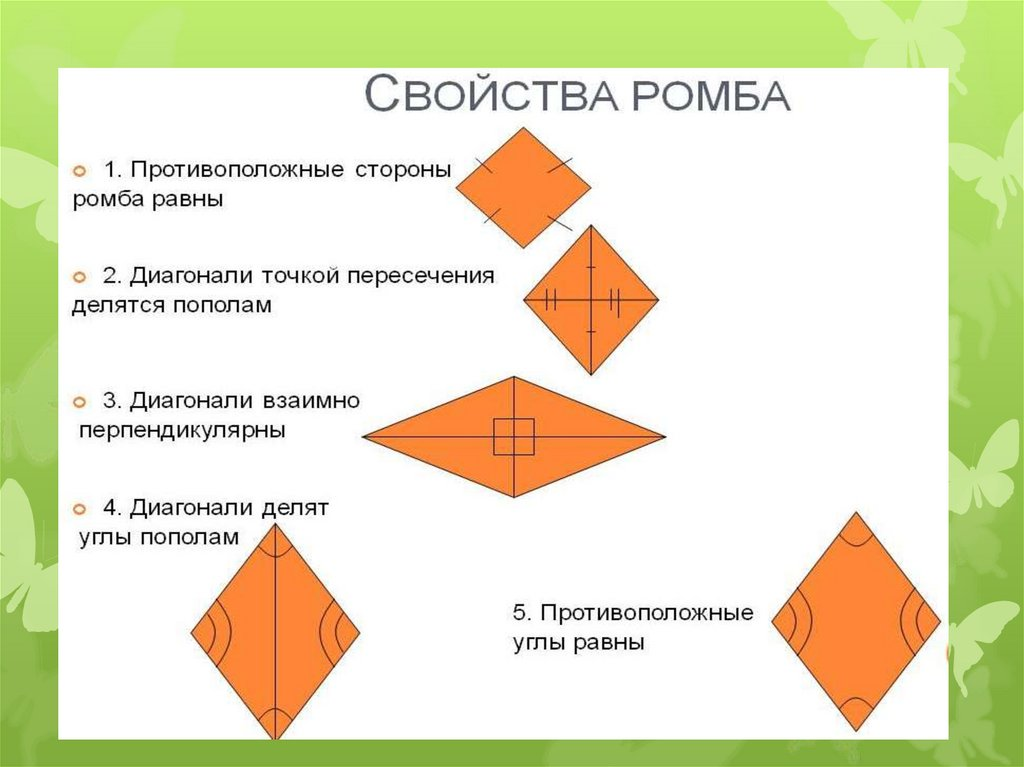 СВОЙСТВА РОМБА
1. Противоположные стороны
ромба равны
2. Диагонали точкой пересечения
делятся пополам
3. Диагонали взаимно
перпендикулярны
4. Диагонали делят
углы пополам
5. Противоположные
углы равны